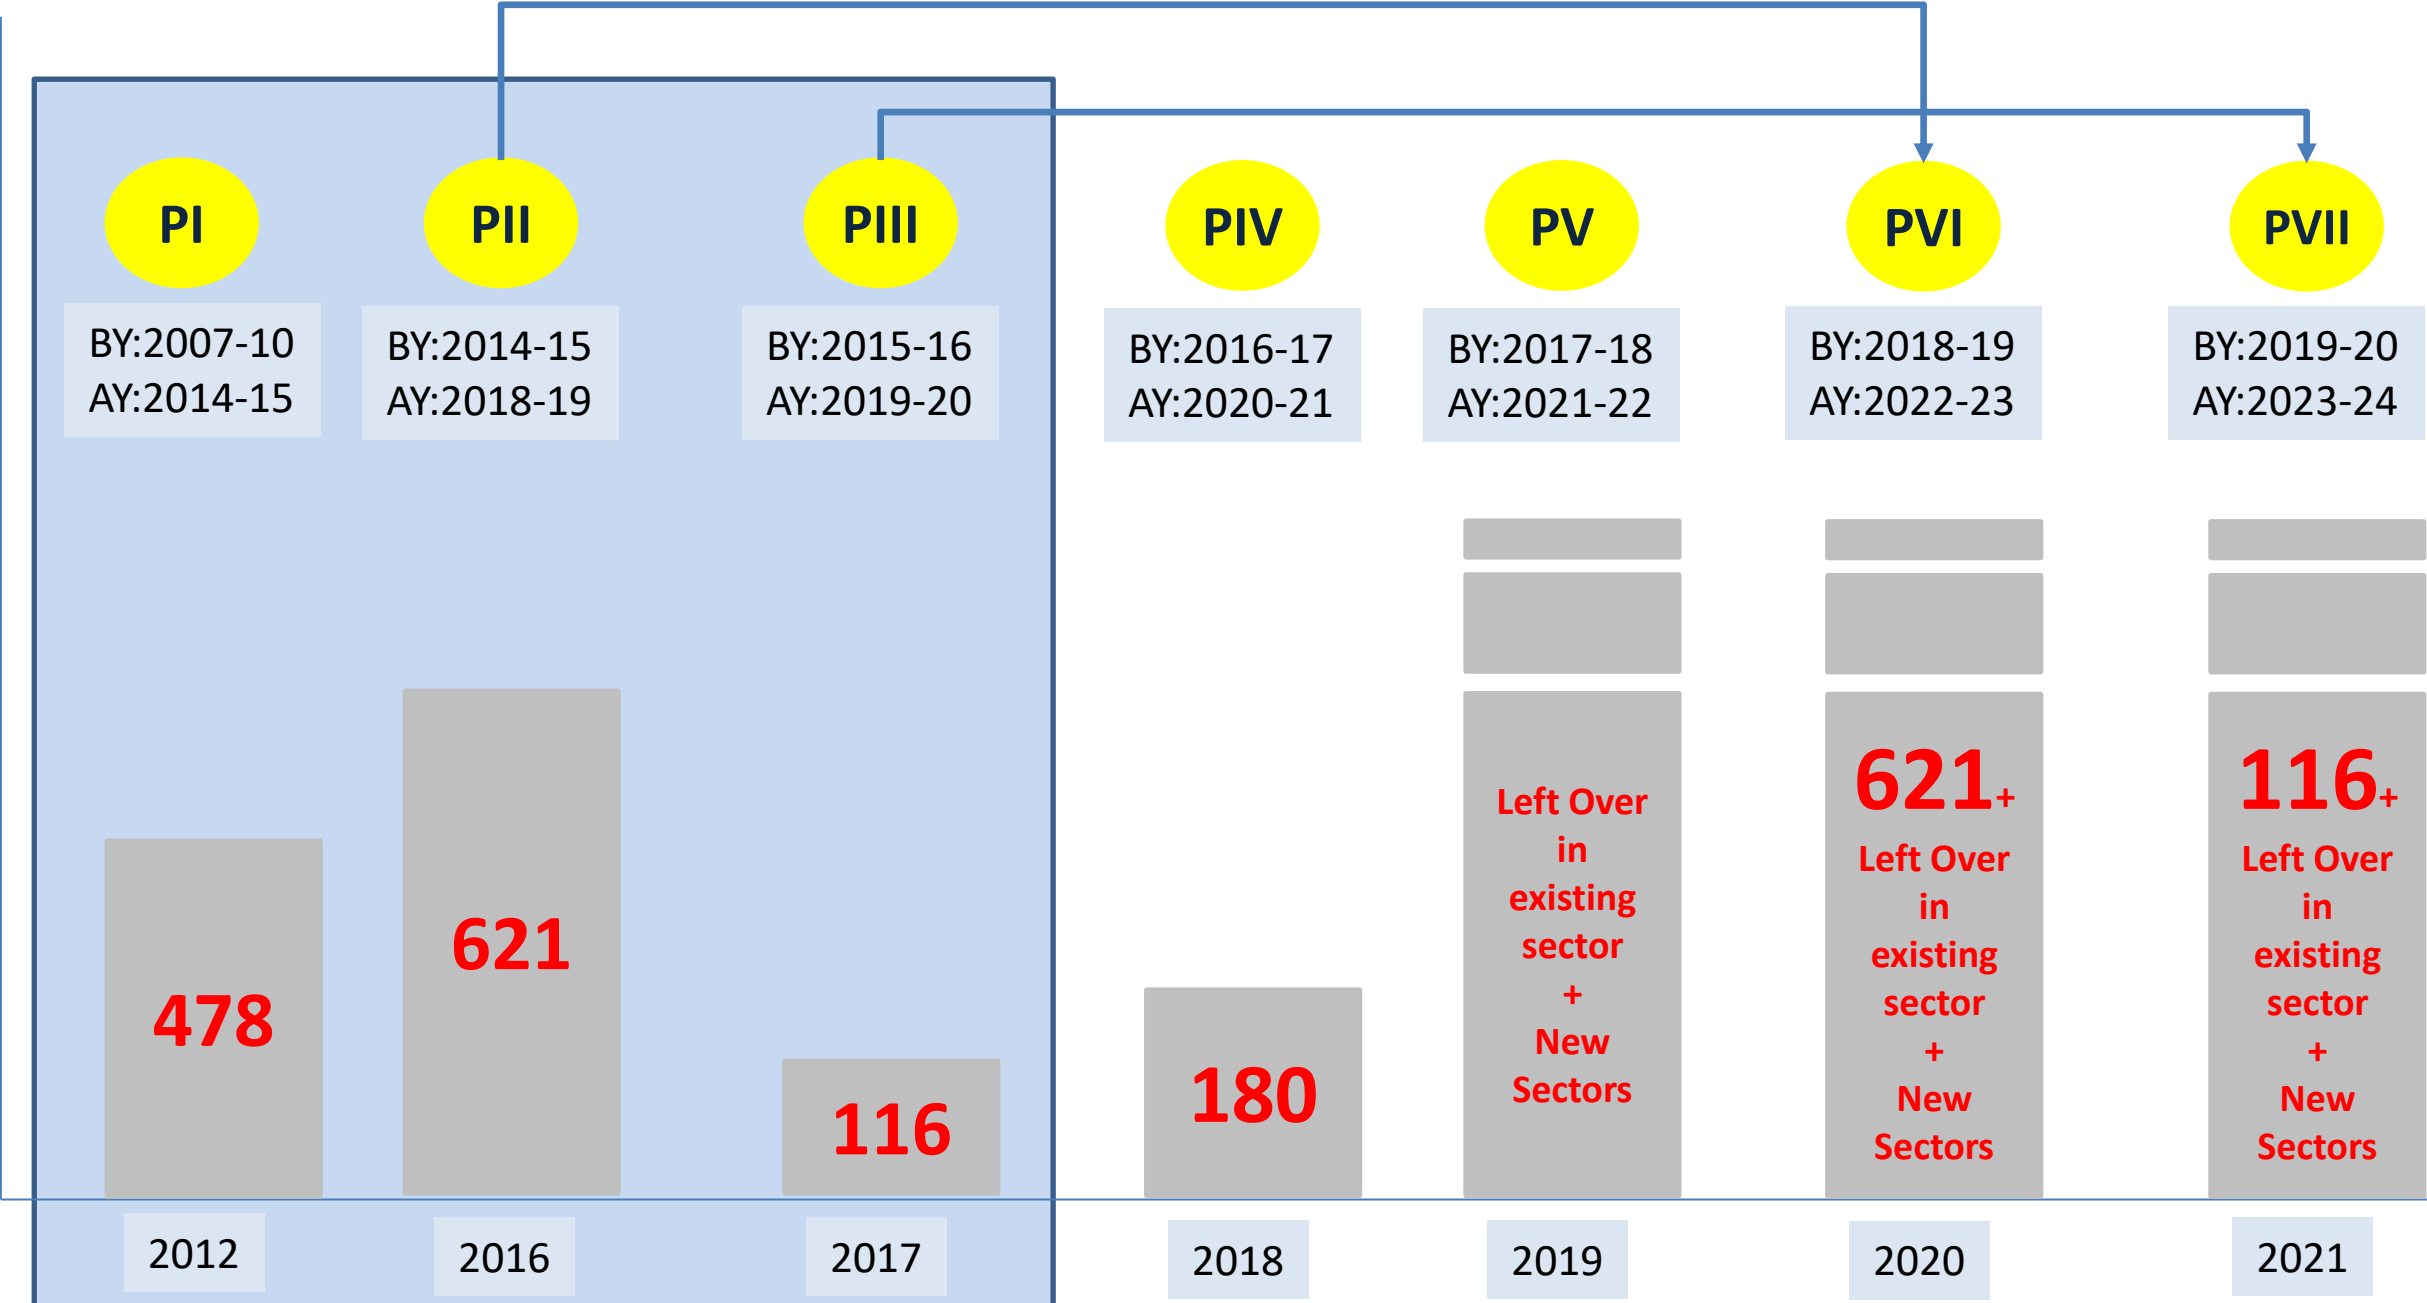 PI
PII
PIII
PIV
PV
PVI
PVII
BY:2007-10
AY:2014-15
BY:2014-15
AY:2018-19
BY:2015-16
AY:2019-20
BY:2016-17
AY:2020-21
BY:2017-18
AY:2021-22
BY:2018-19
AY:2022-23
BY:2019-20
AY:2023-24
478
621
116
180
Left Over
in
existing
sector
+
New
Sectors
621+
Left Over
in
existing
sector
+
New
Sectors
116+
Left Over
in
existing
sector
+
New
Sectors
2012
2016
2017
2018
2019
2020
2021